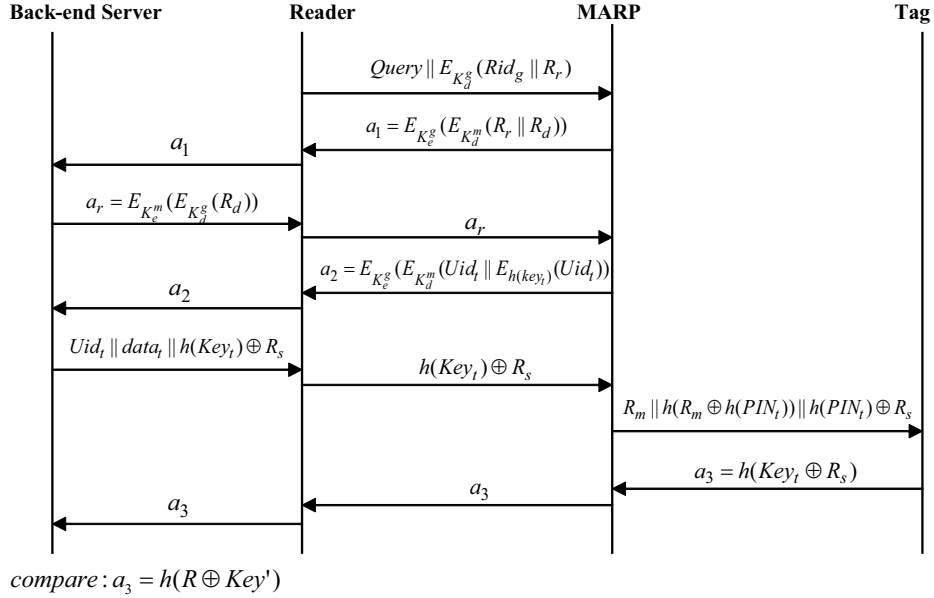 Back-end Server Reader MARP Tag
Query || E_{K_d^g}(Rid_g || R_r)
a_1 = E_{K_e^g}(E_{K_d^m}(R_r || R_d))
a_1
a_r = E_{K_e^m}(E_{K_d^g}(R_d))
a_r
a_2 = E_{K_e^g}(E_{K_d^m}(Uid_t || E_{h(key_t)}(Uid_t))
a_2
Uid_t || data_t || h(Key_t) ⊕ R_s
h(Key_t) ⊕ R_s
R_m || h(R_m ⊕ h(PIN_t)) || h(PIN_t) ⊕ R_s
a_3 = h(Key_t ⊕ R_s)
a_3
a_3
compare : a_3 = h(R ⊕ Key')